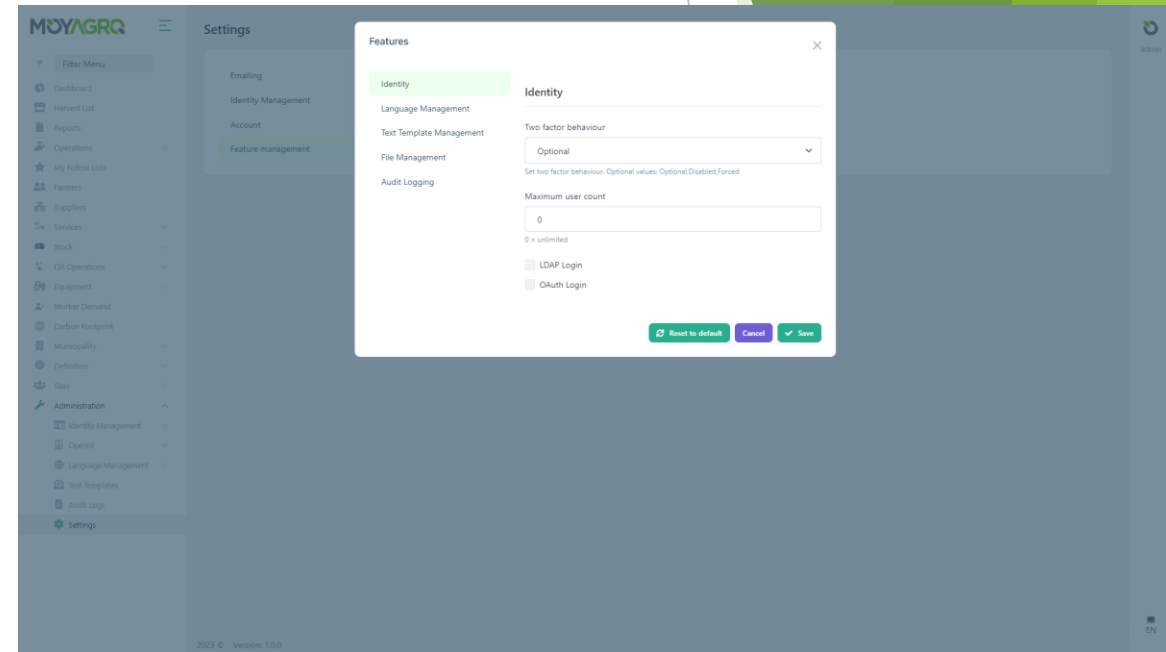 MOYAGRO
Filter Menu
Dashboard
Harvest List
Reports
Operations
My Follow Lists
Farmers
Suppliers
Services
Stock
QR Operations
Equipment
Worker Demand
Carbon Footprint
Municipality
Definition
Saas
Administration
Identity Management
OpenId
Language Management
Text Templates
Audit Logs
Settings
Settings
Emailing
Identity Management
Account
Feature management
Features
Identity
Language Management
Text Template Management
File Management
Audit Logging
Identity
Two factor behaviour
Optional
Set two factor behaviour. Optional values: Optional,Disabled,Forced
Maximum user count
0
0 = unlimited
LDAP Login
OAuth Login
Reset to default
Cancel
Save
admin
EN
2023 © Version: 1.0.0